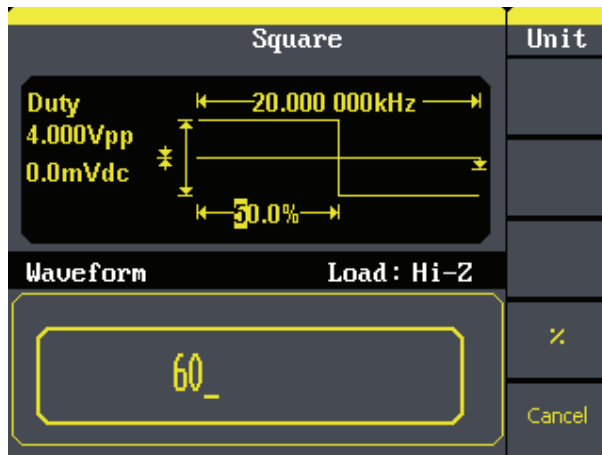 Square
Unit
Duty
20.000 000kHz
4.000Vpp
0.0mVdc
50.0%
Waveform
Load: Hi-Z
60_
%
Cancel